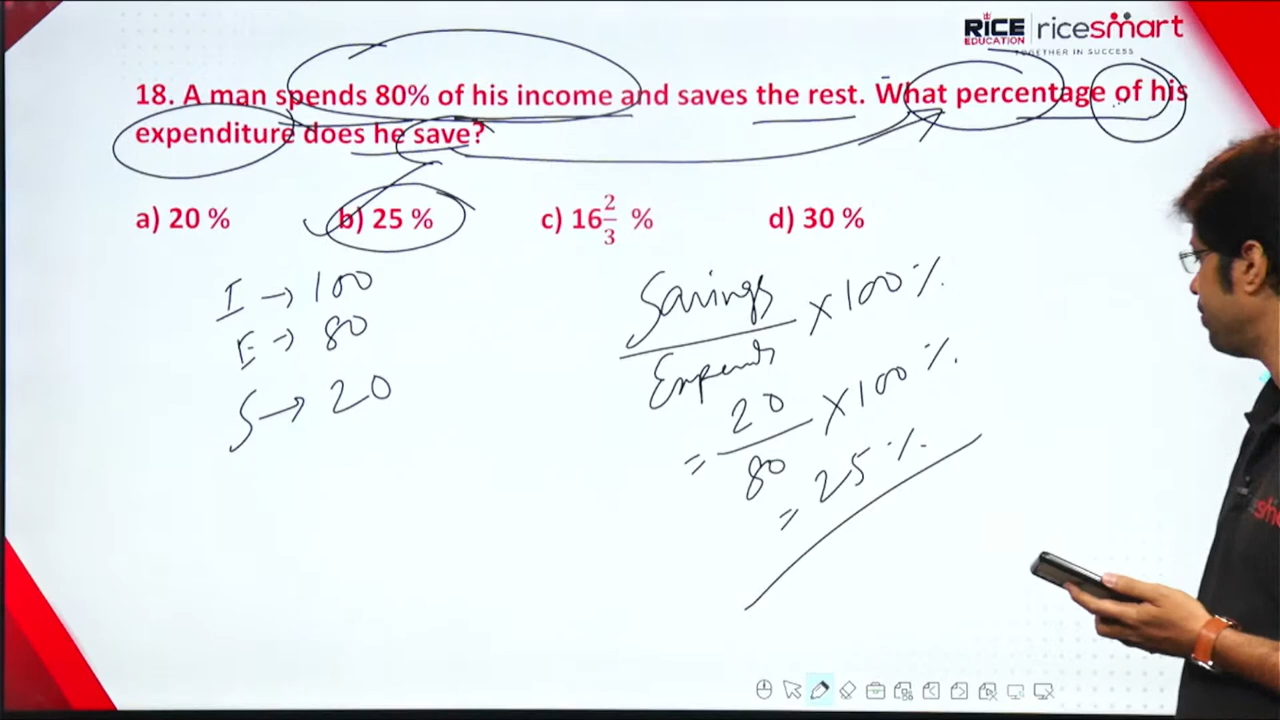 RICE EDUCATION ricesmart
TOGETHER IN SUCCESS
18. A man spends 80% of his income and saves the rest. What percentage of his
expenditure does he save?
a) 20 % b) 25 % c) 16 2/3 % d) 30 %
I → 100
E → 80
S → 20
Savings / Expend × 100%
= 20/80 × 100%
= 25%